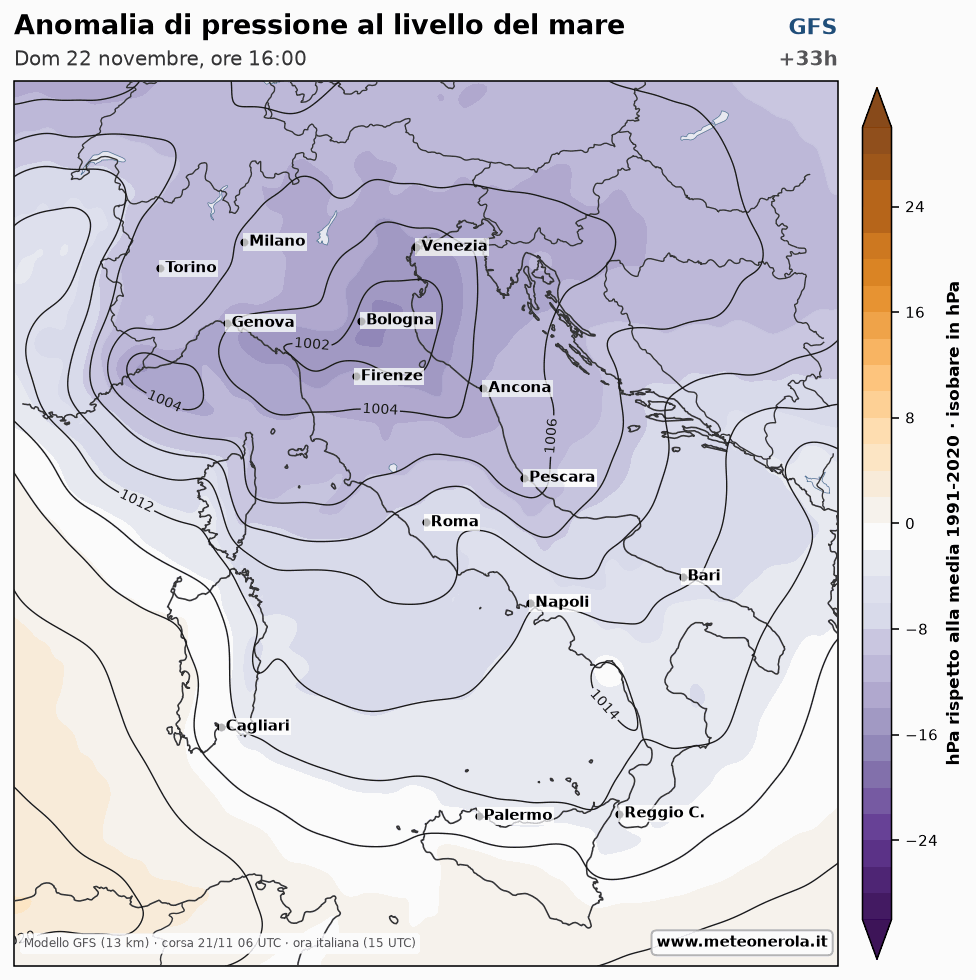 Anomalia di pressione al livello del mare
GFS
Dom 22 novembre, ore 16:00
+33h
Milano
Venezia
Torino
Genova
Bologna
1002
Firenze
1004
1004
Ancona
1006
Pescara
1012
Roma
Bari
Napoli
1014
Cagliari
Palermo
Reggio C.
Modello GFS (13 km) · corsa 21/11 06 UTC · ora italiana (15 UTC)
www.meteonerola.it
24
16
8
0
−8
−16
−24
hPa rispetto alla media 1991-2020 · isobare in hPa